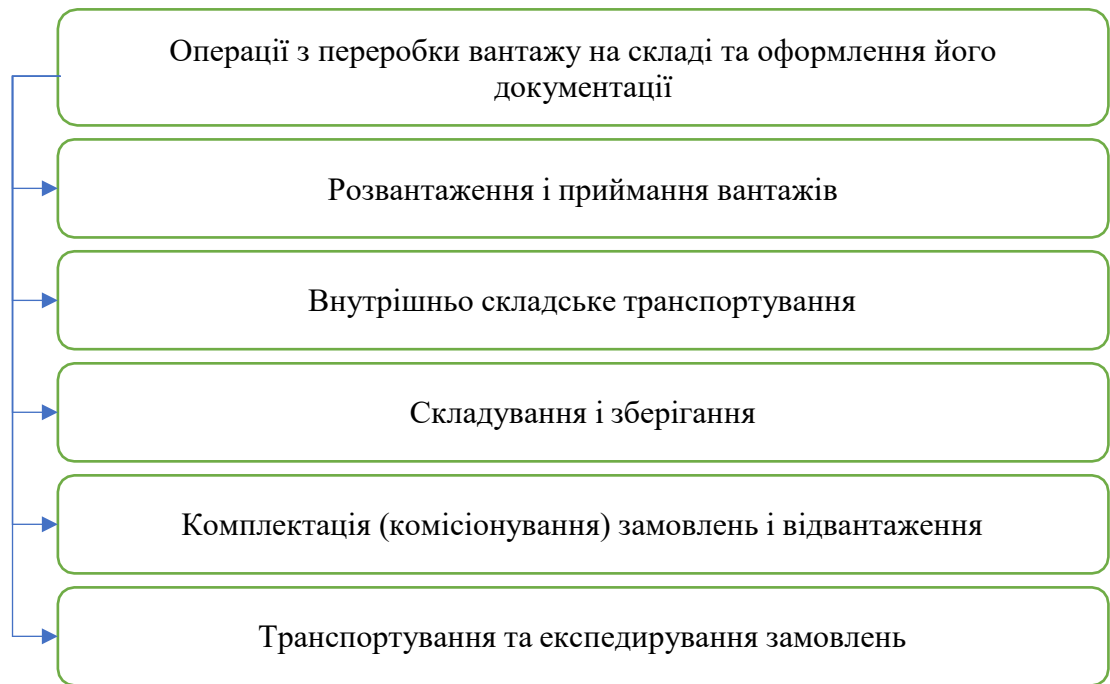 Операції з переробки вантажу на складі та оформлення його
документації
Розвантаження і приймання вантажів
Внутрішньо складське транспортування
Складування і зберігання
Комплектація (комісіонування) замовлень і відвантаження
Транспортування та експедирування замовлень